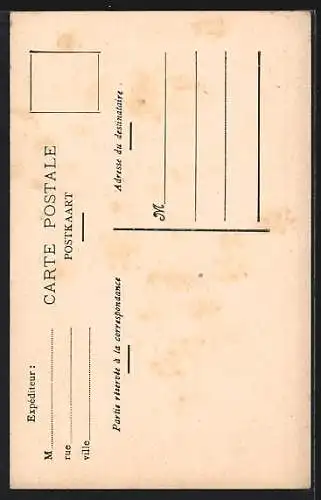 Expéditeur :
M
rue
ville
CARTE POSTALE
POSTKAART
Partie réservée à la correspondance
Adresse du destinataire.
M